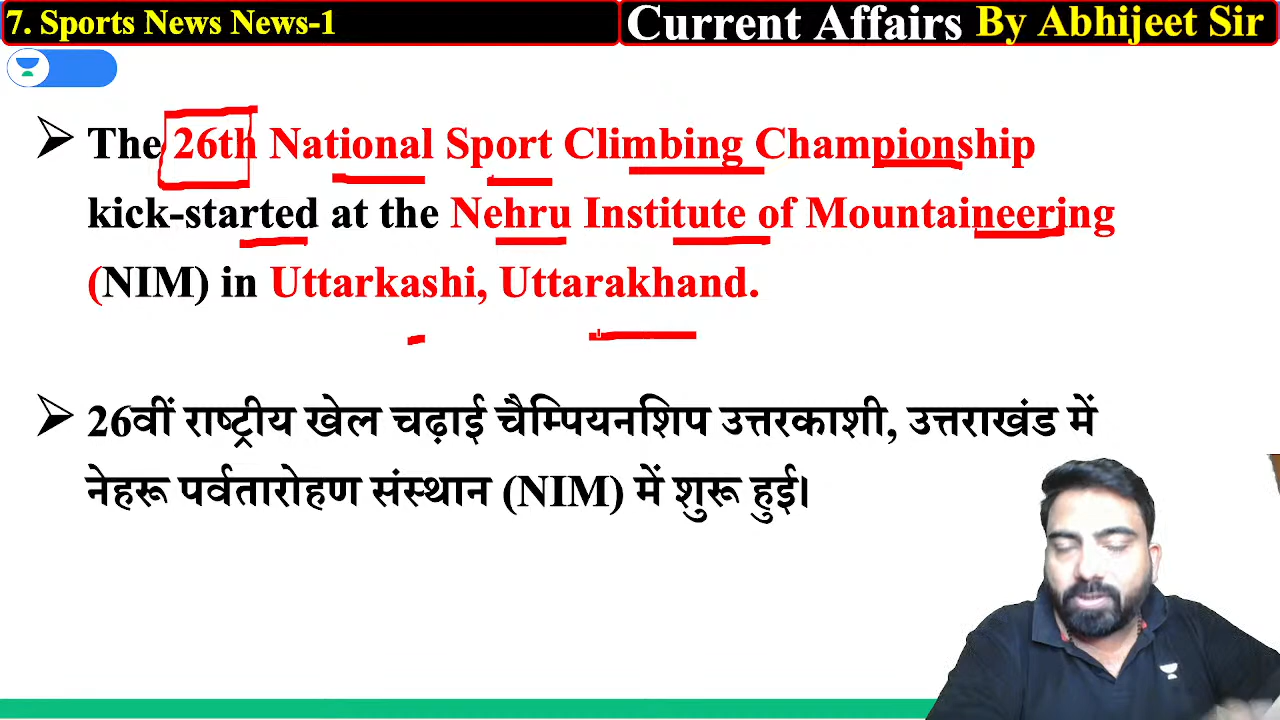 7. Sports News News-1
Current Affairs By Abhijeet Sir
The 26th National Sport Climbing Championship
kick-started at the Nehru Institute of Mountaineering
(NIM) in Uttarkashi, Uttarakhand.
26वीं राष्ट्रीय खेल चढ़ाई चैम्पियनशिप उत्तरकाशी, उत्तराखंड में
नेहरू पर्वतारोहण संस्थान (NIM) में शुरू हुई।